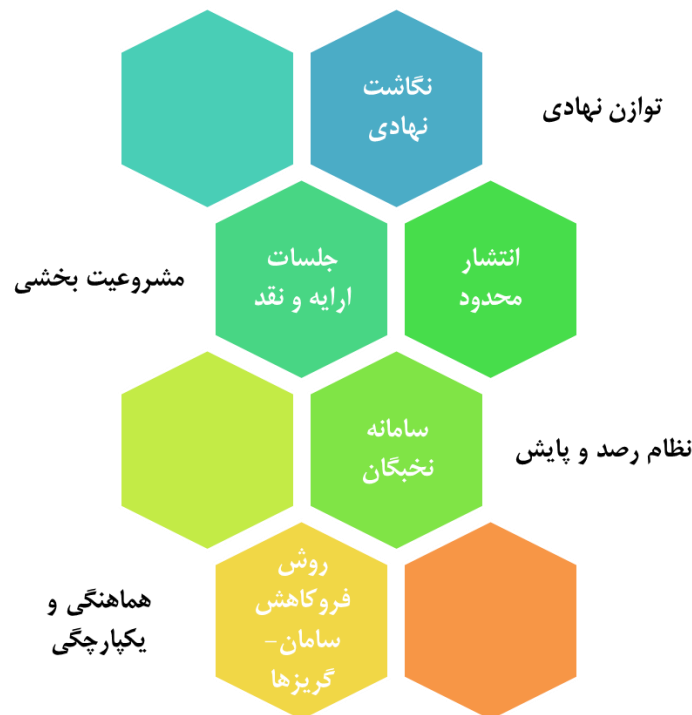 نگاشت
نهادی
توازن نهادی
انتشار
محدود
جلسات
ارایه و نقد
مشروعیت بخشی
سامانه
نخبگان
نظام رصد و پایش
روش
فروکاهش
سامان-
گریزها
هماهنگی و
یکپارچگی